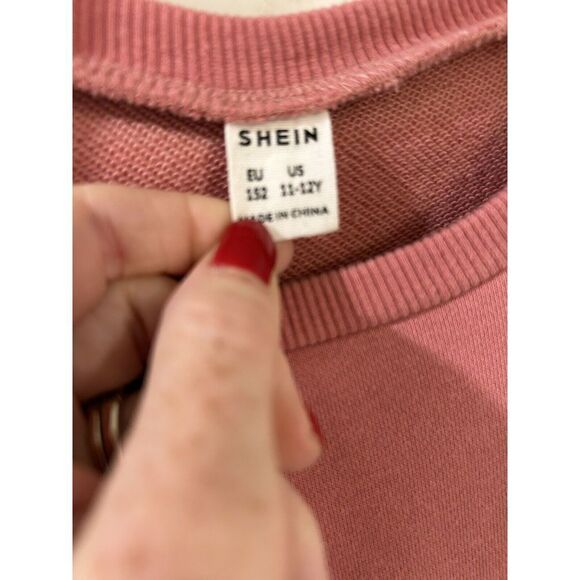 SHEIN
EU US
152 11-12Y
MADE IN CHINA